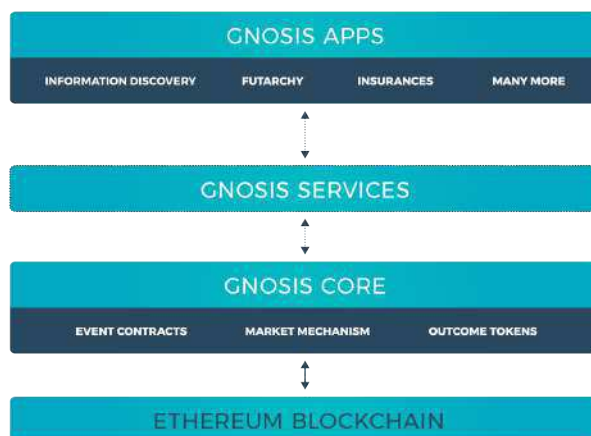 GNOSIS APPS
INFORMATION DISCOVERY FUTARCHY INSURANCES MANY MORE
GNOSIS SERVICES
GNOSIS CORE
EVENT CONTRACTS MARKET MECHANISM OUTCOME TOKENS
ETHEREUM BLOCKCHAIN